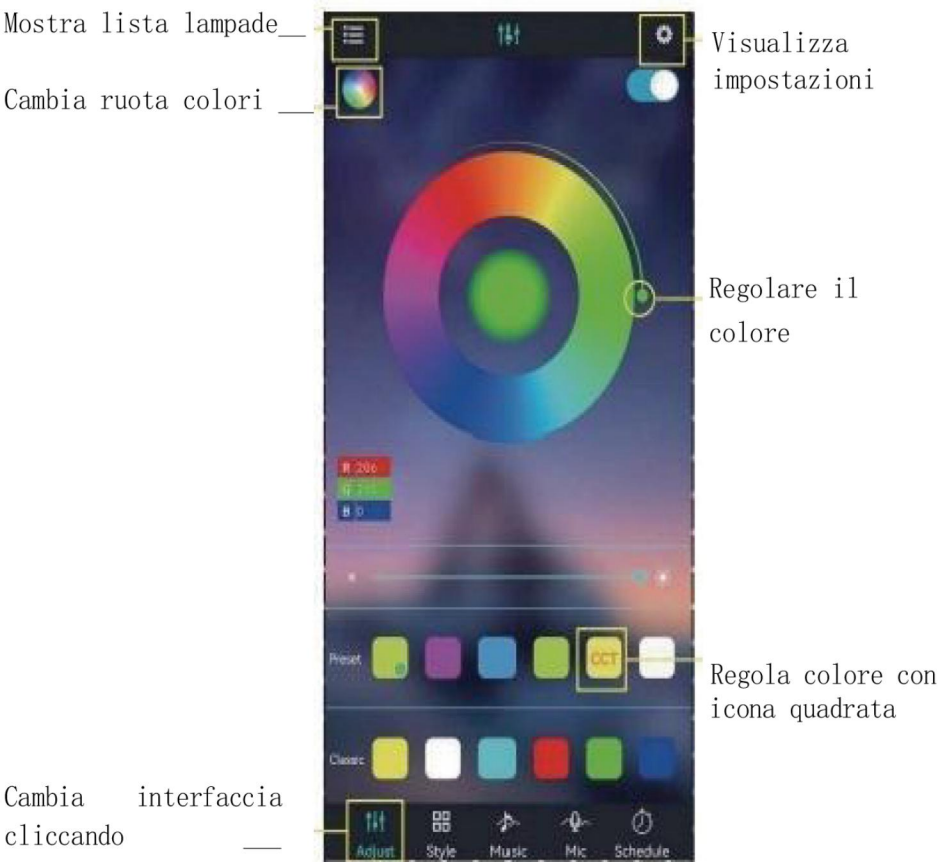 Mostra lista lampade
Visualizza
impostazioni
Cambia ruota colori
Regolare il
colore
R 206
G
B 0
Preset
CCT
Regola colore con
icona quadrata
Classic
Cambia interfaccia
cliccando
Adjust Style Music Mic Schedule